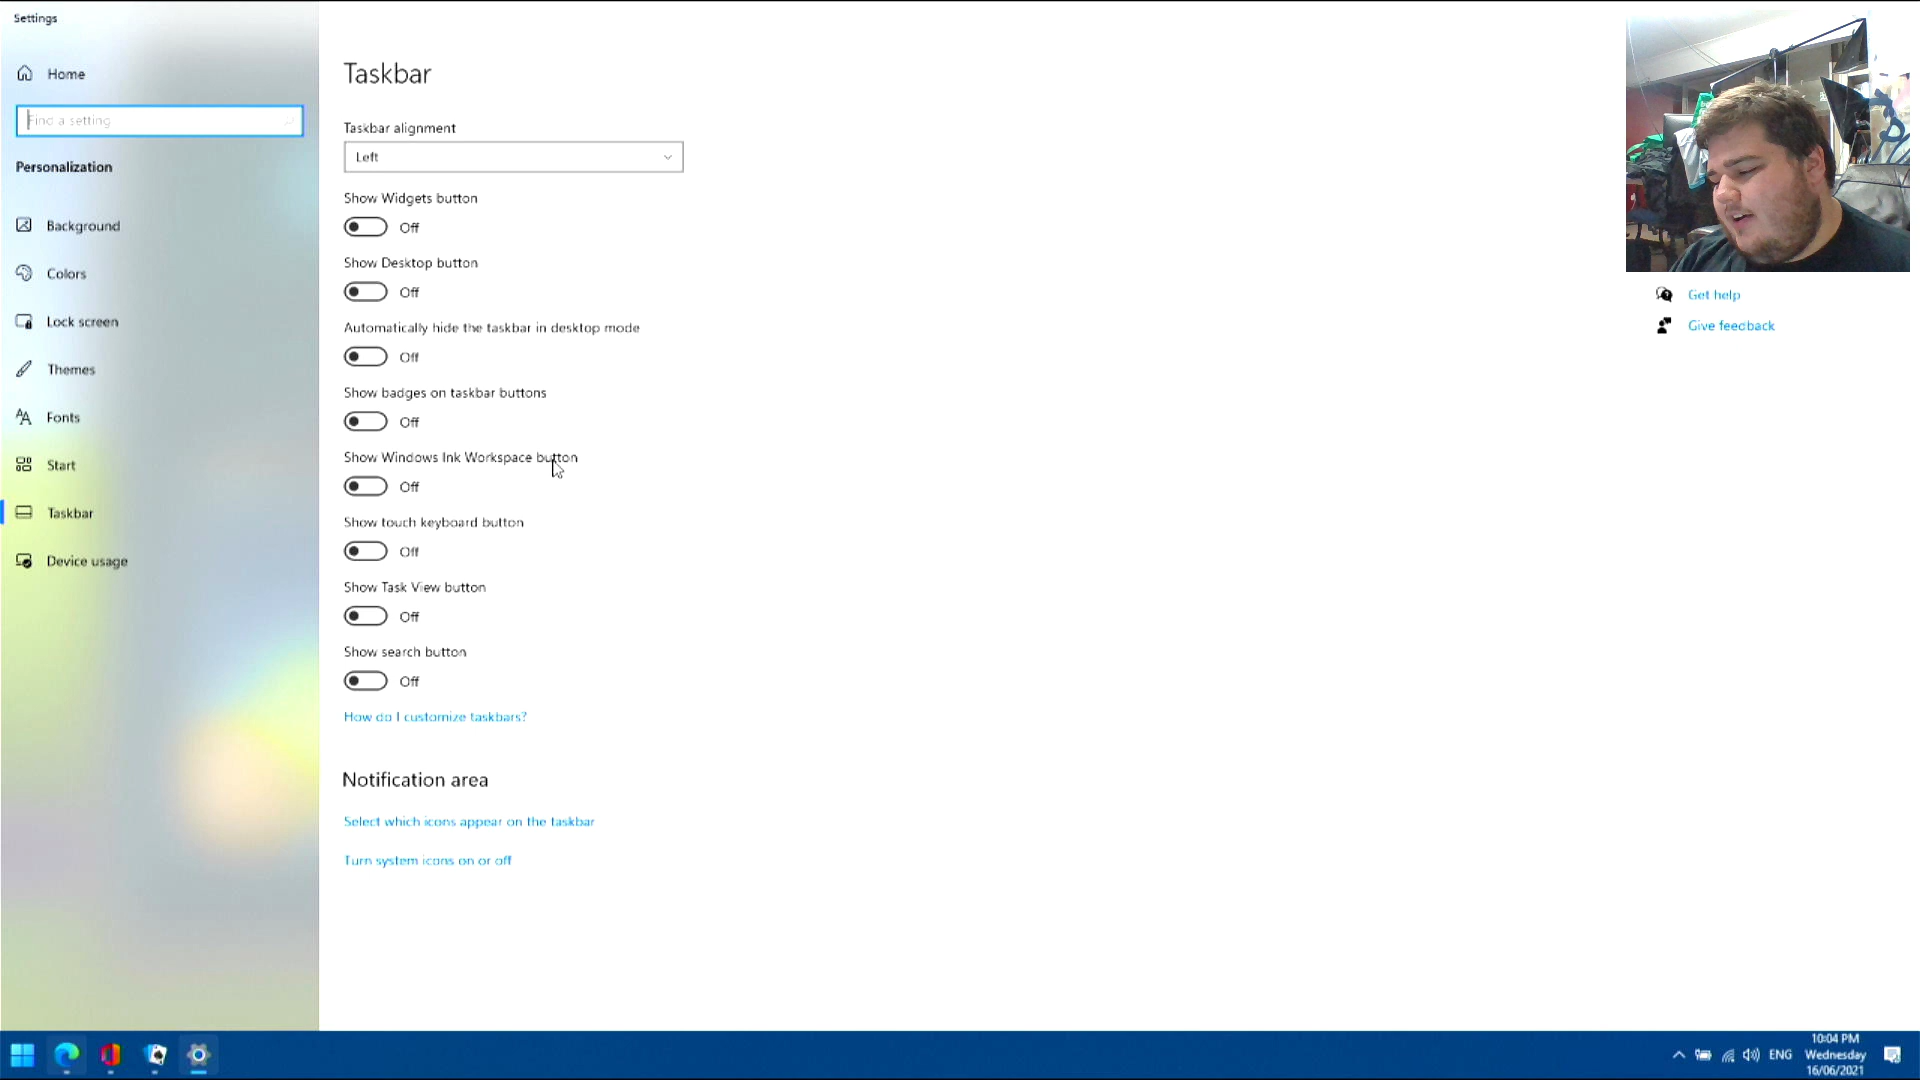 Settings
Home
Find a setting
Personalization
Background
Colors
Lock screen
Themes
Fonts
Start
Taskbar
Device usage
Taskbar
Taskbar alignment
Left
Show Widgets button
Off
Show Desktop button
Off
Automatically hide the taskbar in desktop mode
Off
Show badges on taskbar buttons
Off
Show Windows Ink Workspace button
Off
Show touch keyboard button
Off
Show Task View button
Off
Show search button
Off
How do I customize taskbars?
Notification area
Select which icons appear on the taskbar
Turn system icons on or off
Get help
Give feedback
ENG
10:04 PM
Wednesday
16/06/2021